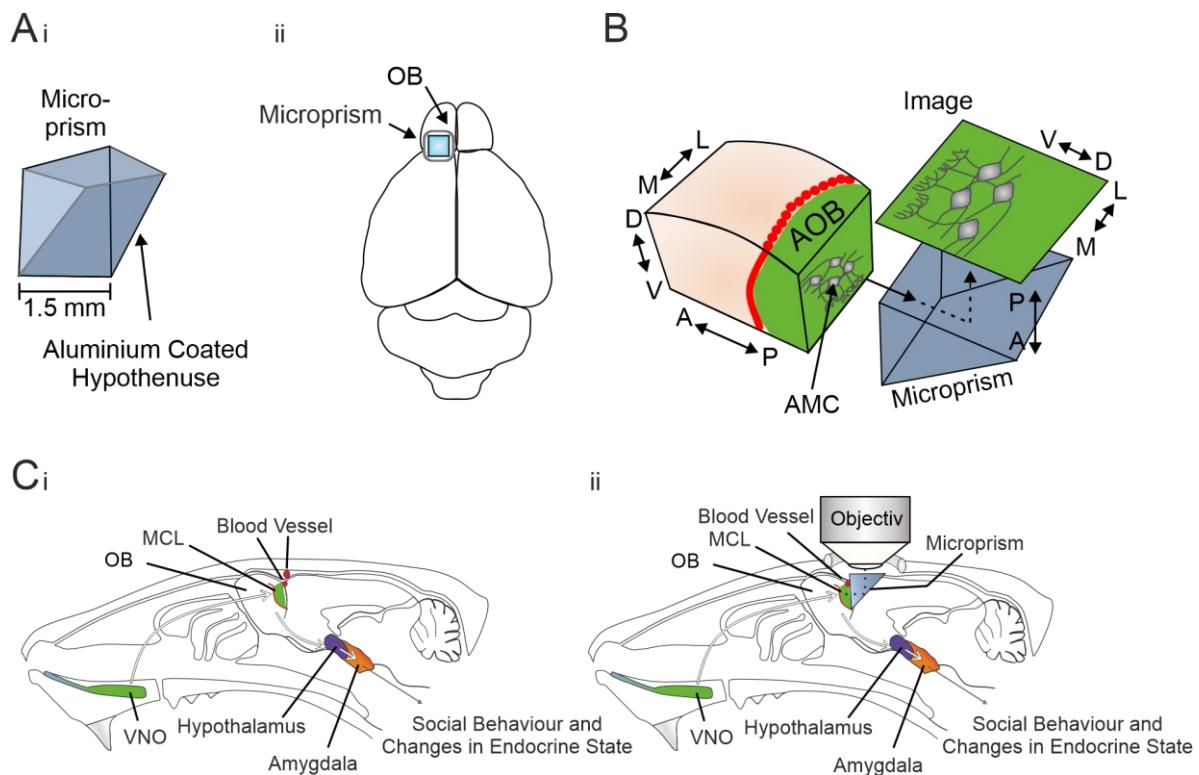 A i
ii
B
Micro-
prism
1.5 mm
Aluminium Coated
Hypothenuse
OB
Microprism
Image
L
M
D
V
A
P
AOB
AMC
V
D
L
M
P
A
Microprism
C i
Blood Vessel
MCL
OB
VNO
Hypothalamus
Amygdala
Social Behaviour and
Changes in Endocrine State
ii
Objectiv
Blood Vessel
MCL
Microprism
OB
VNO
Hypothalamus
Amygdala
Social Behaviour and
Changes in Endocrine State